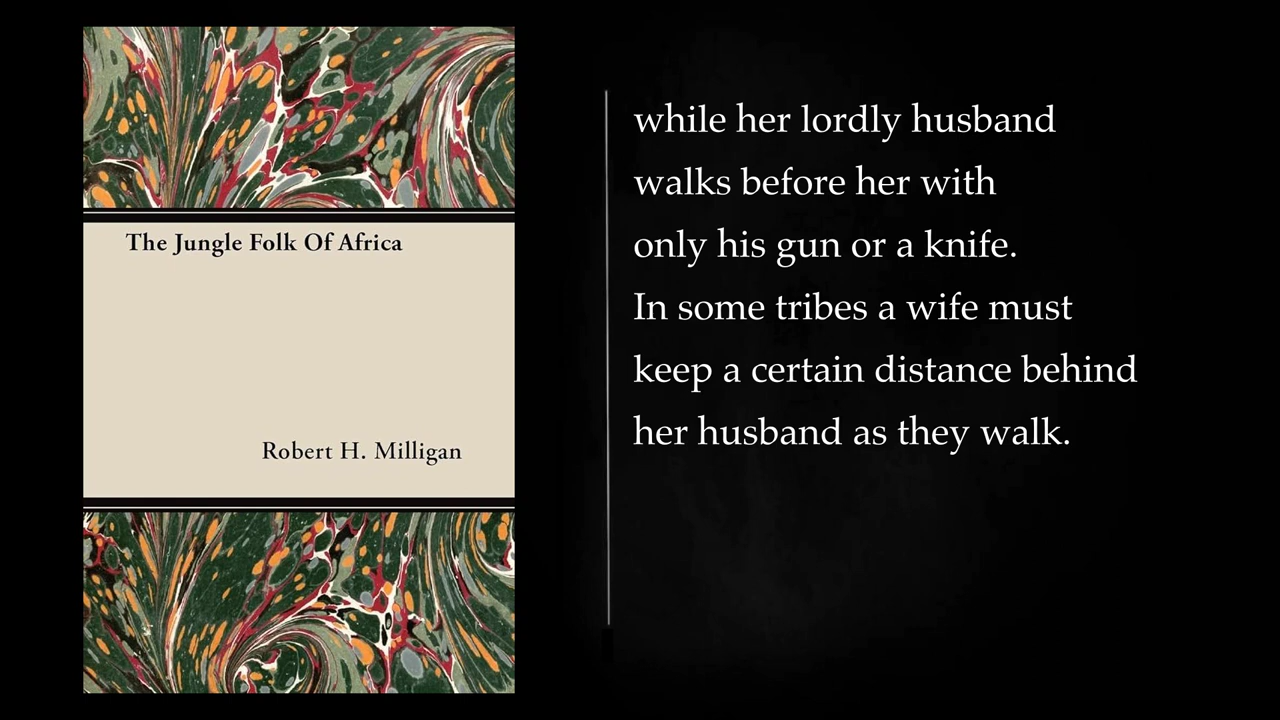 The Jungle Folk Of Africa
Robert H. Milligan
while her lordly husband
walks before her with
only his gun or a knife.
In some tribes a wife must
keep a certain distance behind
her husband as they walk.